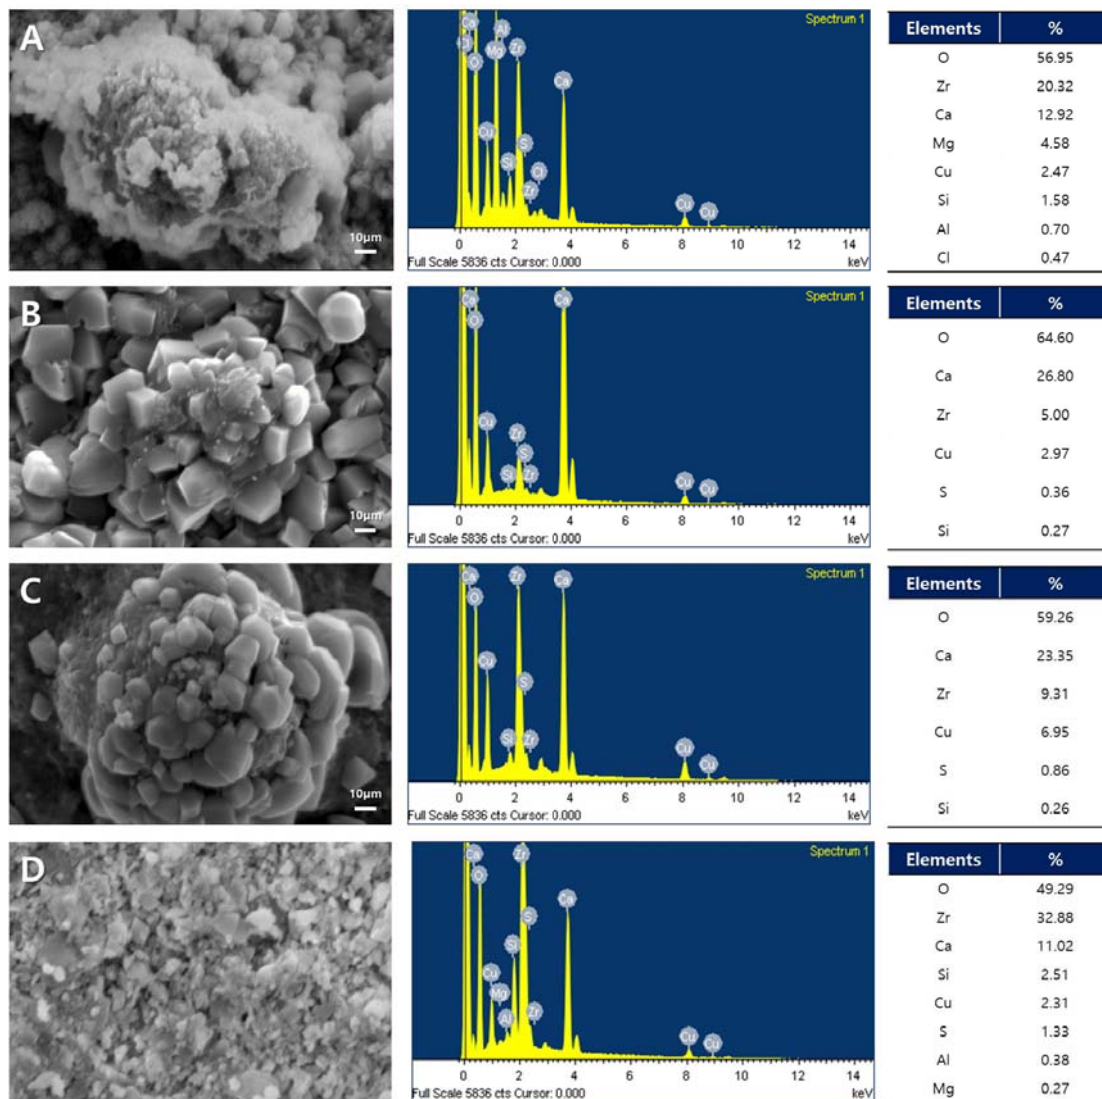 A
10μm
Spectrum 1
Ca
Cl
O
Al
Mg
Zr
Cu
Si
S
Zr
Cl
Ca
Cu
Cu
0 2 4 6 8 10 12 14
Full Scale 5836 cts Cursor: 0.000 keV
Elements %
O 56.95
Zr 20.32
Ca 12.92
Mg 4.58
Cu 2.47
Si 1.58
Al 0.70
Cl 0.47
B
10μm
Spectrum 1
Ca
O
Cu
Si
Zr
S
Zr
Ca
Cu
Cu
0 2 4 6 8 10 12 14
Full Scale 5836 cts Cursor: 0.000 keV
Elements %
O 64.60
Ca 26.80
Zr 5.00
Cu 2.97
S 0.36
Si 0.27
C
10μm
Spectrum 1
Ca
O
Cu
Si
Zr
S
Zr
Ca
Cu
Cu
0 2 4 6 8 10 12 14
Full Scale 5836 cts Cursor: 0.000 keV
Elements %
O 59.26
Ca 23.35
Zr 9.31
Cu 6.95
S 0.86
Si 0.26
D
Spectrum 1
Ca
O
Cu
Mg
Al
Si
Zr
S
Zr
Ca
Cu
Cu
0 2 4 6 8 10 12 14
Full Scale 5836 cts Cursor: 0.000 keV
Elements %
O 49.29
Zr 32.88
Ca 11.02
Si 2.51
Cu 2.31
S 1.33
Al 0.38
Mg 0.27